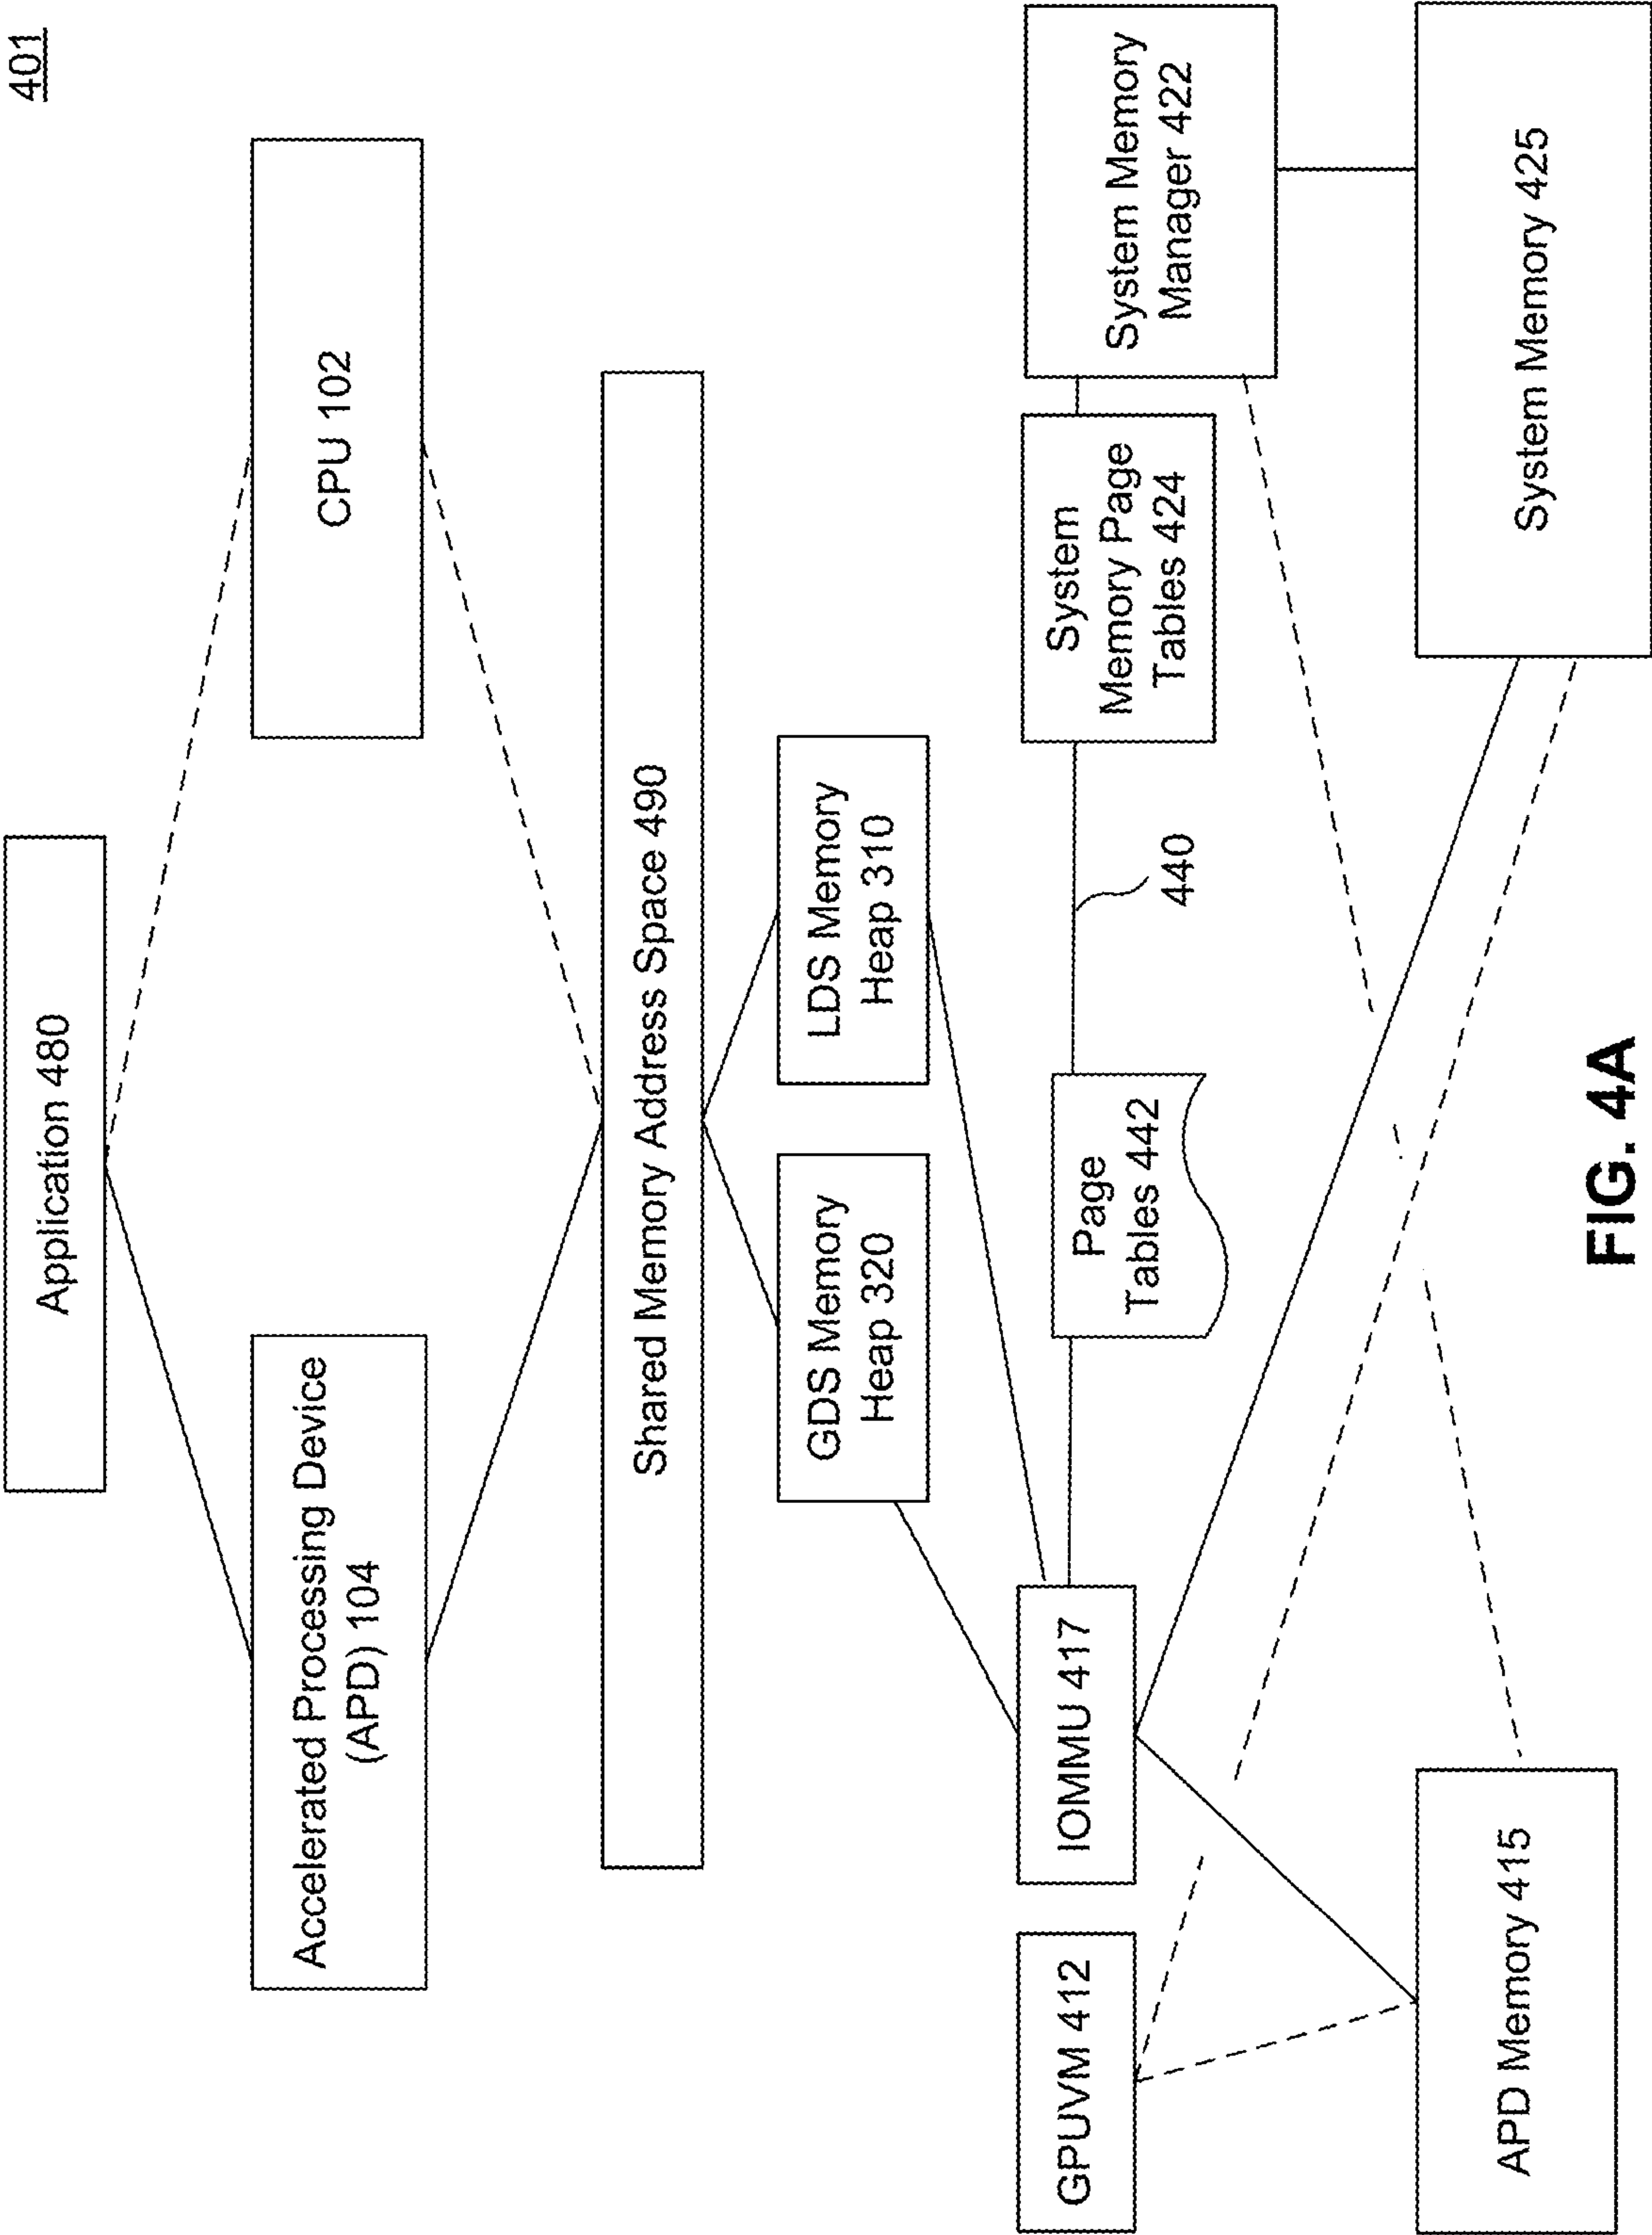 401
Application 480
Accelerated Processing Device
(APD) 104
CPU 102
Shared Memory Address Space 490
GDS Memory
Heap 320
LDS Memory
Heap 310
GPUVM 412
IOMMU 417
Page
Tables 442
440
System
Memory Page
Tables 424
System Memory
Manager 422
APD Memory 415
System Memory 425
FIG. 4A